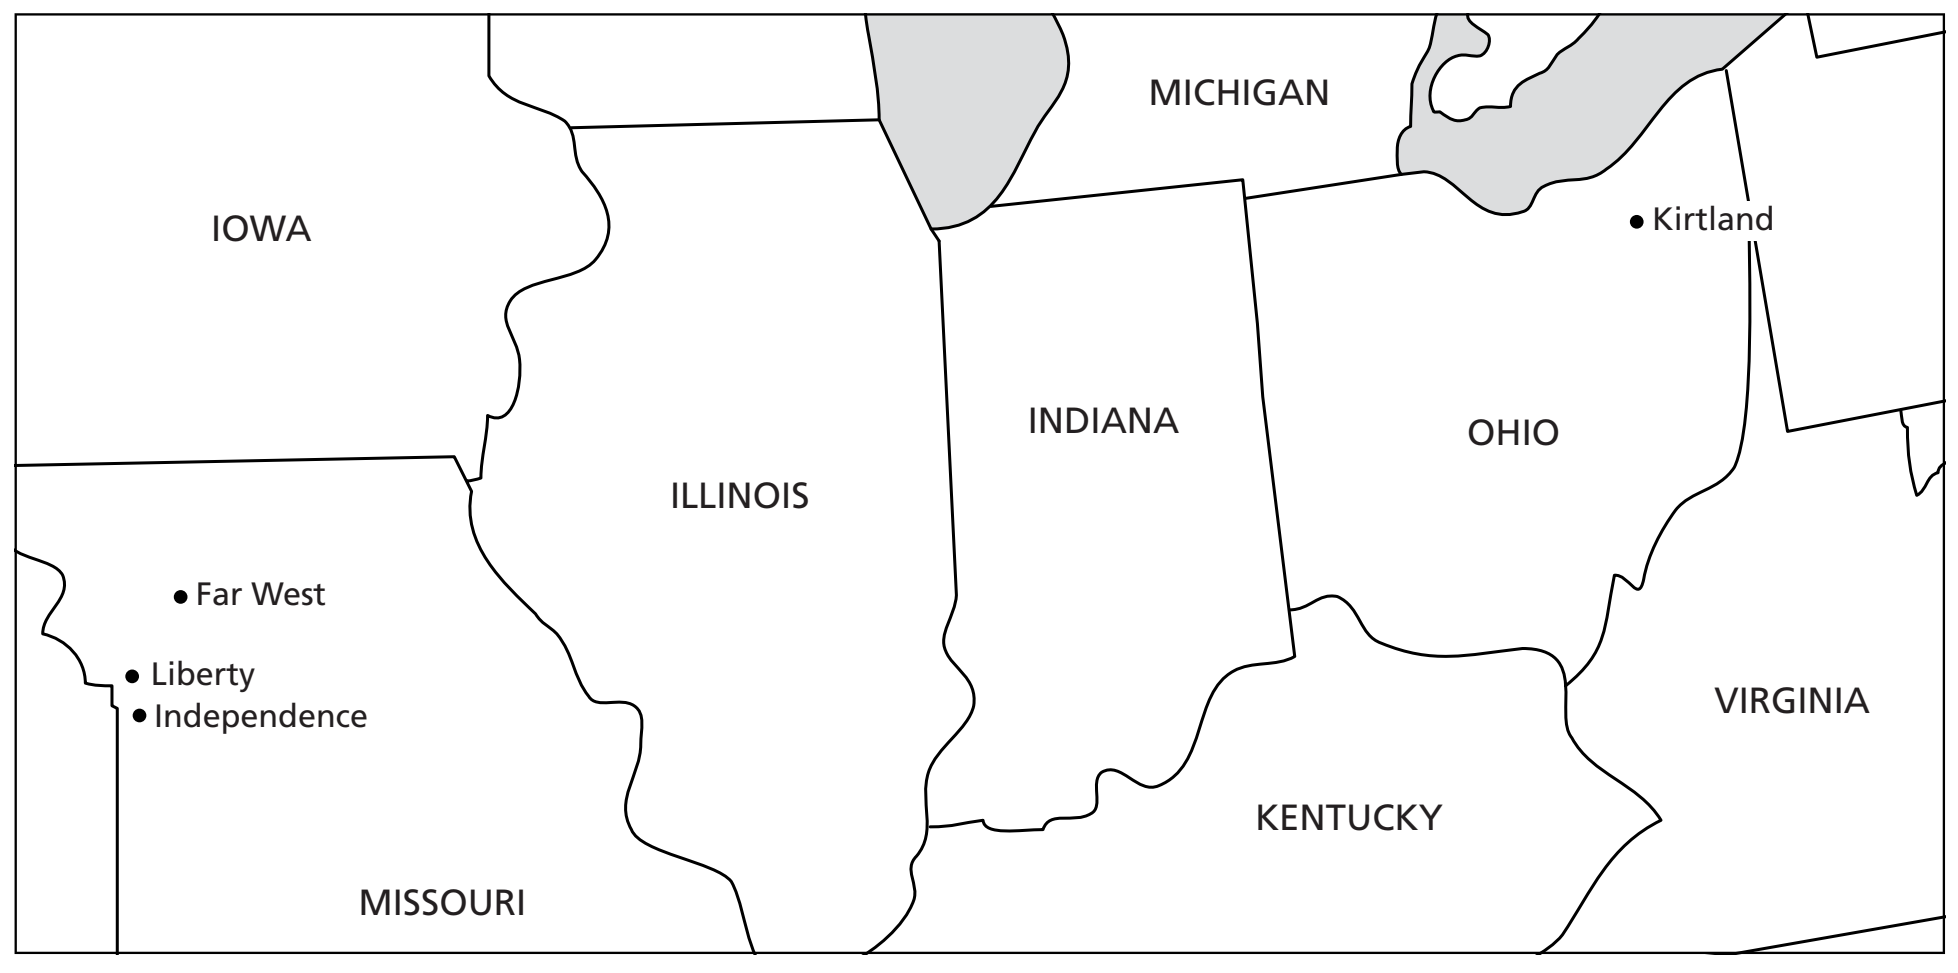 MICHIGAN
Kirtland
IOWA
INDIANA
OHIO
ILLINOIS
Far West
Liberty
Independence
VIRGINIA
KENTUCKY
MISSOURI